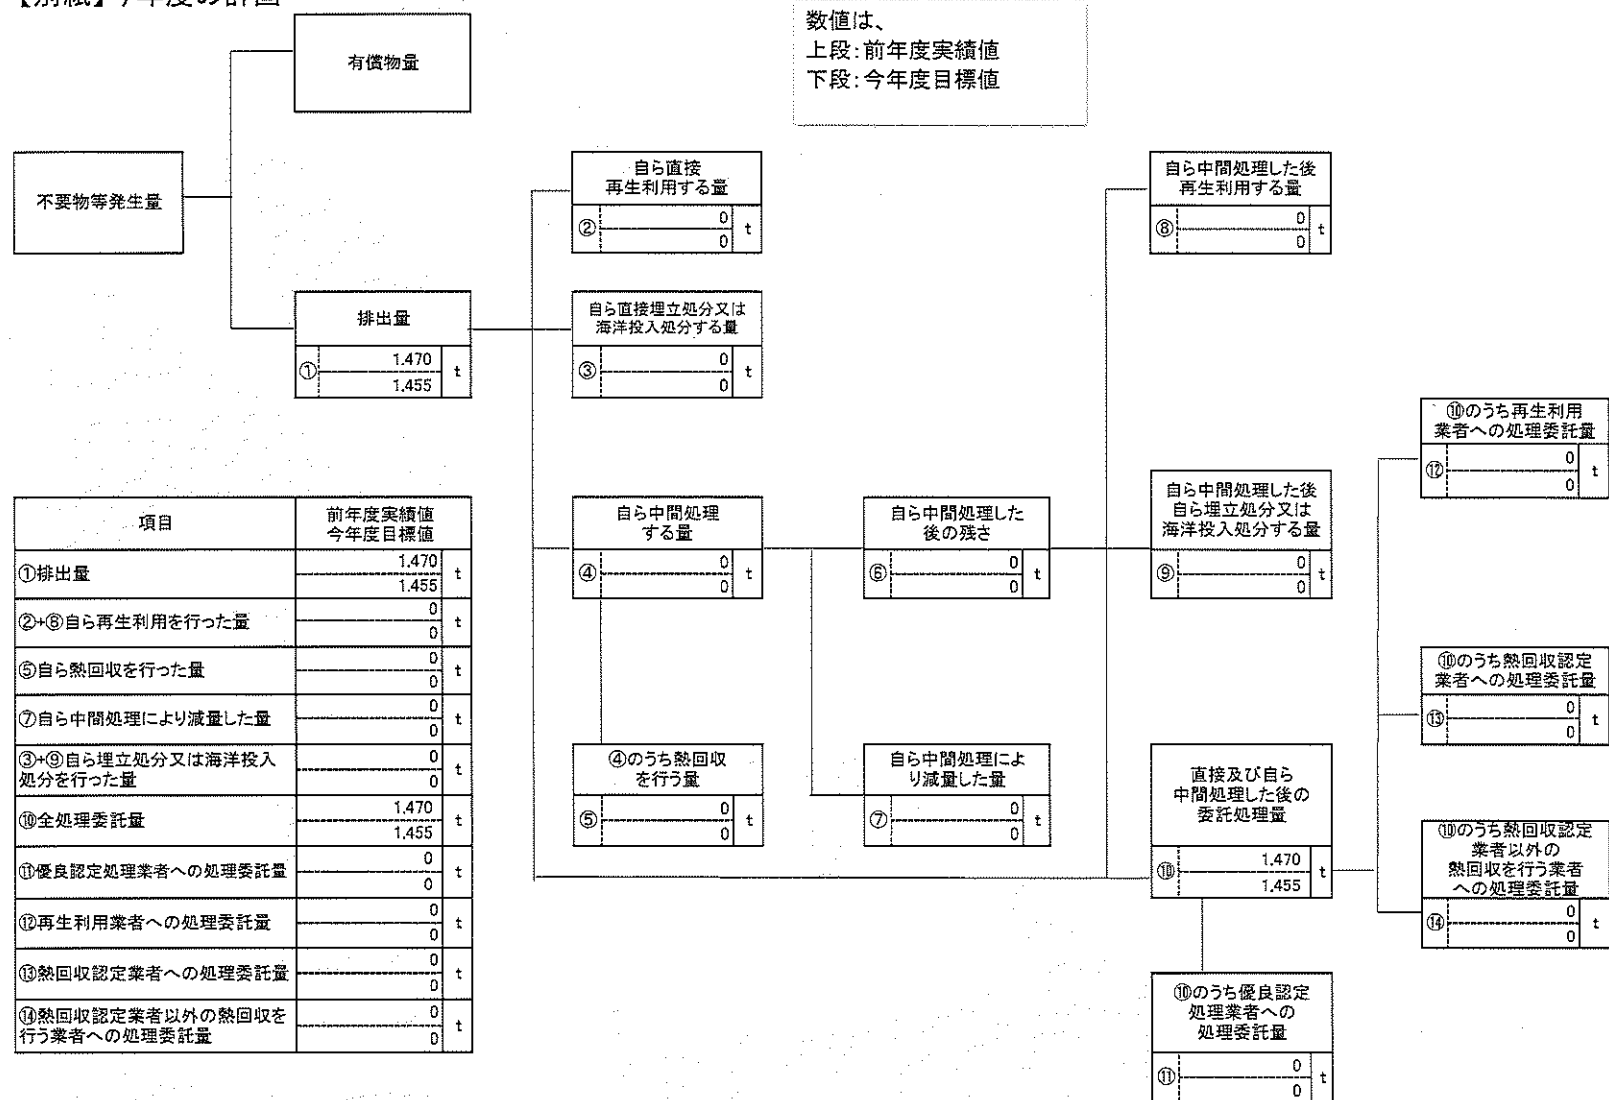 【別紙】今年度の計画
数値は、
上段：前年度実績値
下段：今年度目標値
有償物量
不要物等発生量
排出量
① 1.470 t
1.455
自ら直接
再生利用する量
② 0 t
0
自ら直接埋立処分又は
海洋投入処分する量
③ 0 t
0
自ら中間処理
する量
④ 0 t
0
④のうち熱回収
を行う量
⑤ 0 t
0
自ら中間処理した
後の残さ
⑥ 0 t
0
自ら中間処理によ
り減量した量
⑦ 0 t
0
自ら中間処理した後
再生利用する量
⑧ 0 t
0
自ら中間処理した後
自ら埋立処分又は
海洋投入処分する量
⑨ 0 t
0
直接及び自ら
中間処理した後の
委託処理量
⑩ 1.470 t
1.455
⑩のうち優良認定
処理業者への
処理委託量
⑪ 0 t
0
⑩のうち再生利用
業者への処理委託量
⑫ 0 t
0
⑩のうち熱回収認定
業者への処理委託量
⑬ 0 t
0
⑩のうち熱回収認定
業者以外の
熱回収を行う業者
への処理委託量
⑭ 0 t
0
項目 前年度実績値
今年度目標値
①排出量 1.470 t
1.455
②+⑧自ら再生利用を行った量 0 t
0
⑤自ら熱回収を行った量 0 t
0
⑦自ら中間処理により減量した量 0 t
0
③+⑨自ら埋立処分又は海洋投入
処分を行った量 0 t
0
⑩全処理委託量 1.470 t
1.455
⑪優良認定処理業者への処理委託量 0 t
0
⑫再生利用業者への処理委託量 0 t
0
⑬熱回収認定業者への処理委託量 0 t
0
⑭熱回収認定業者以外の熱回収を
行う業者への処理委託量 0 t
0